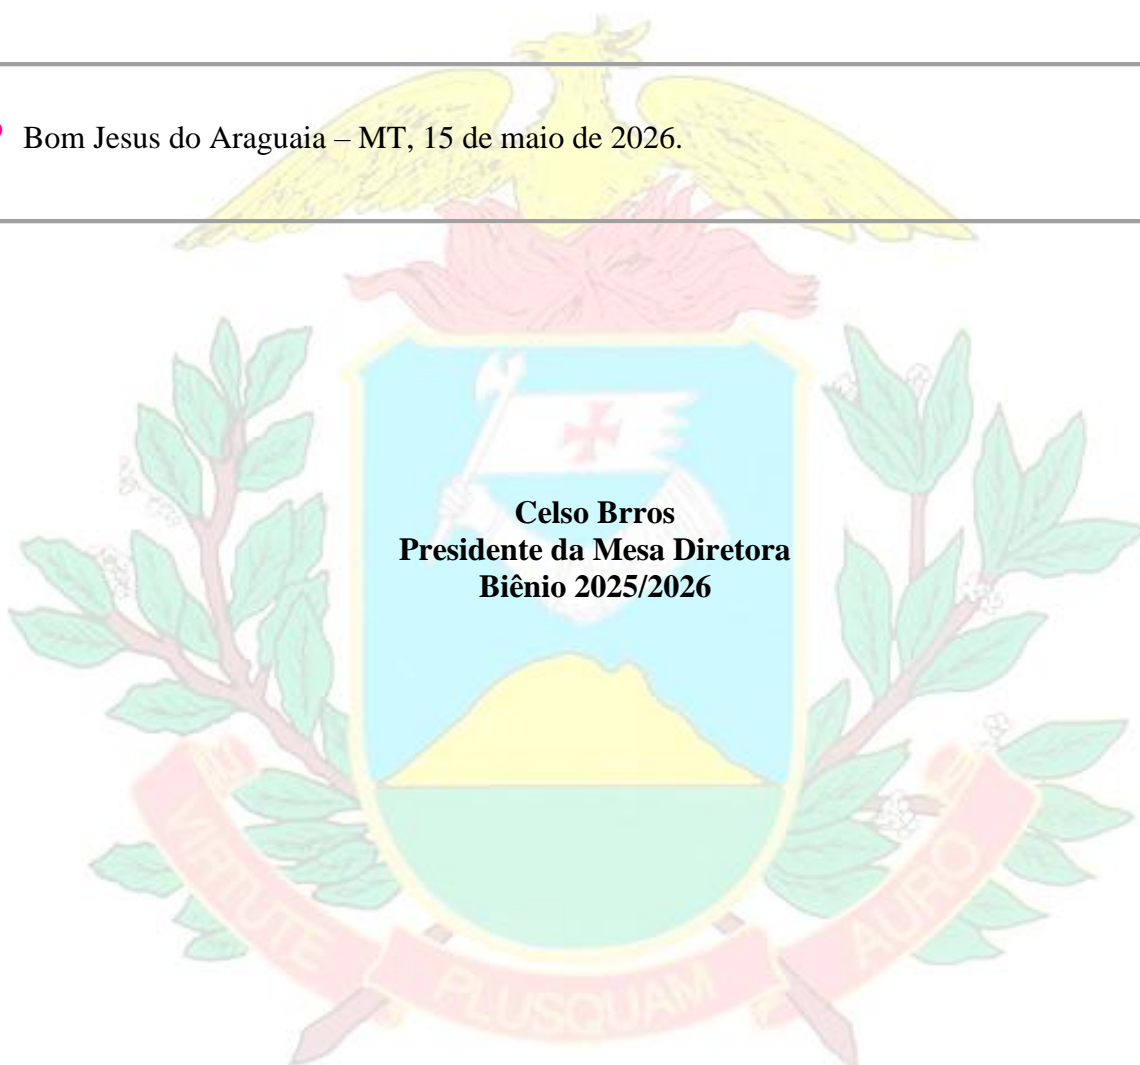 Bom Jesus do Araguaia – MT, 15 de maio de 2026.
Celso Brros
Presidente da Mesa Diretora
Biênio 2025/2026
VIRTUTE
PLUSQUAM
AURO